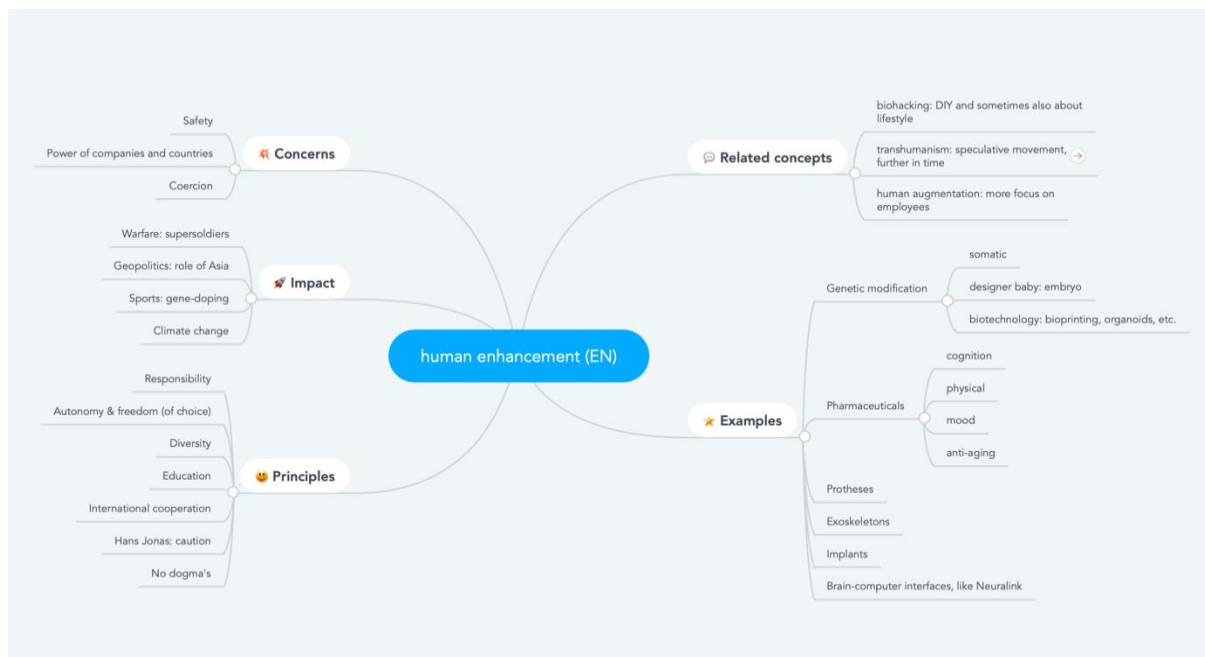 human enhancement (EN)
Concerns
Safety
Power of companies and countries
Coercion
Impact
Warfare: supersoldiers
Geopolitics: role of Asia
Sports: gene-doping
Climate change
Principles
Responsibility
Autonomy & freedom (of choice)
Diversity
Education
International cooperation
Hans Jonas: caution
No dogma's
Related concepts
biohacking: DIY and sometimes also about
lifestyle
transhumanism: speculative movement,
further in time
human augmentation: more focus on
employees
Examples
Genetic modification
somatic
designer baby: embryo
biotechnology: bioprinting, organoids, etc.
Pharmaceuticals
cognition
physical
mood
anti-aging
Protheses
Exoskeletons
Implants
Brain-computer interfaces, like Neuralink